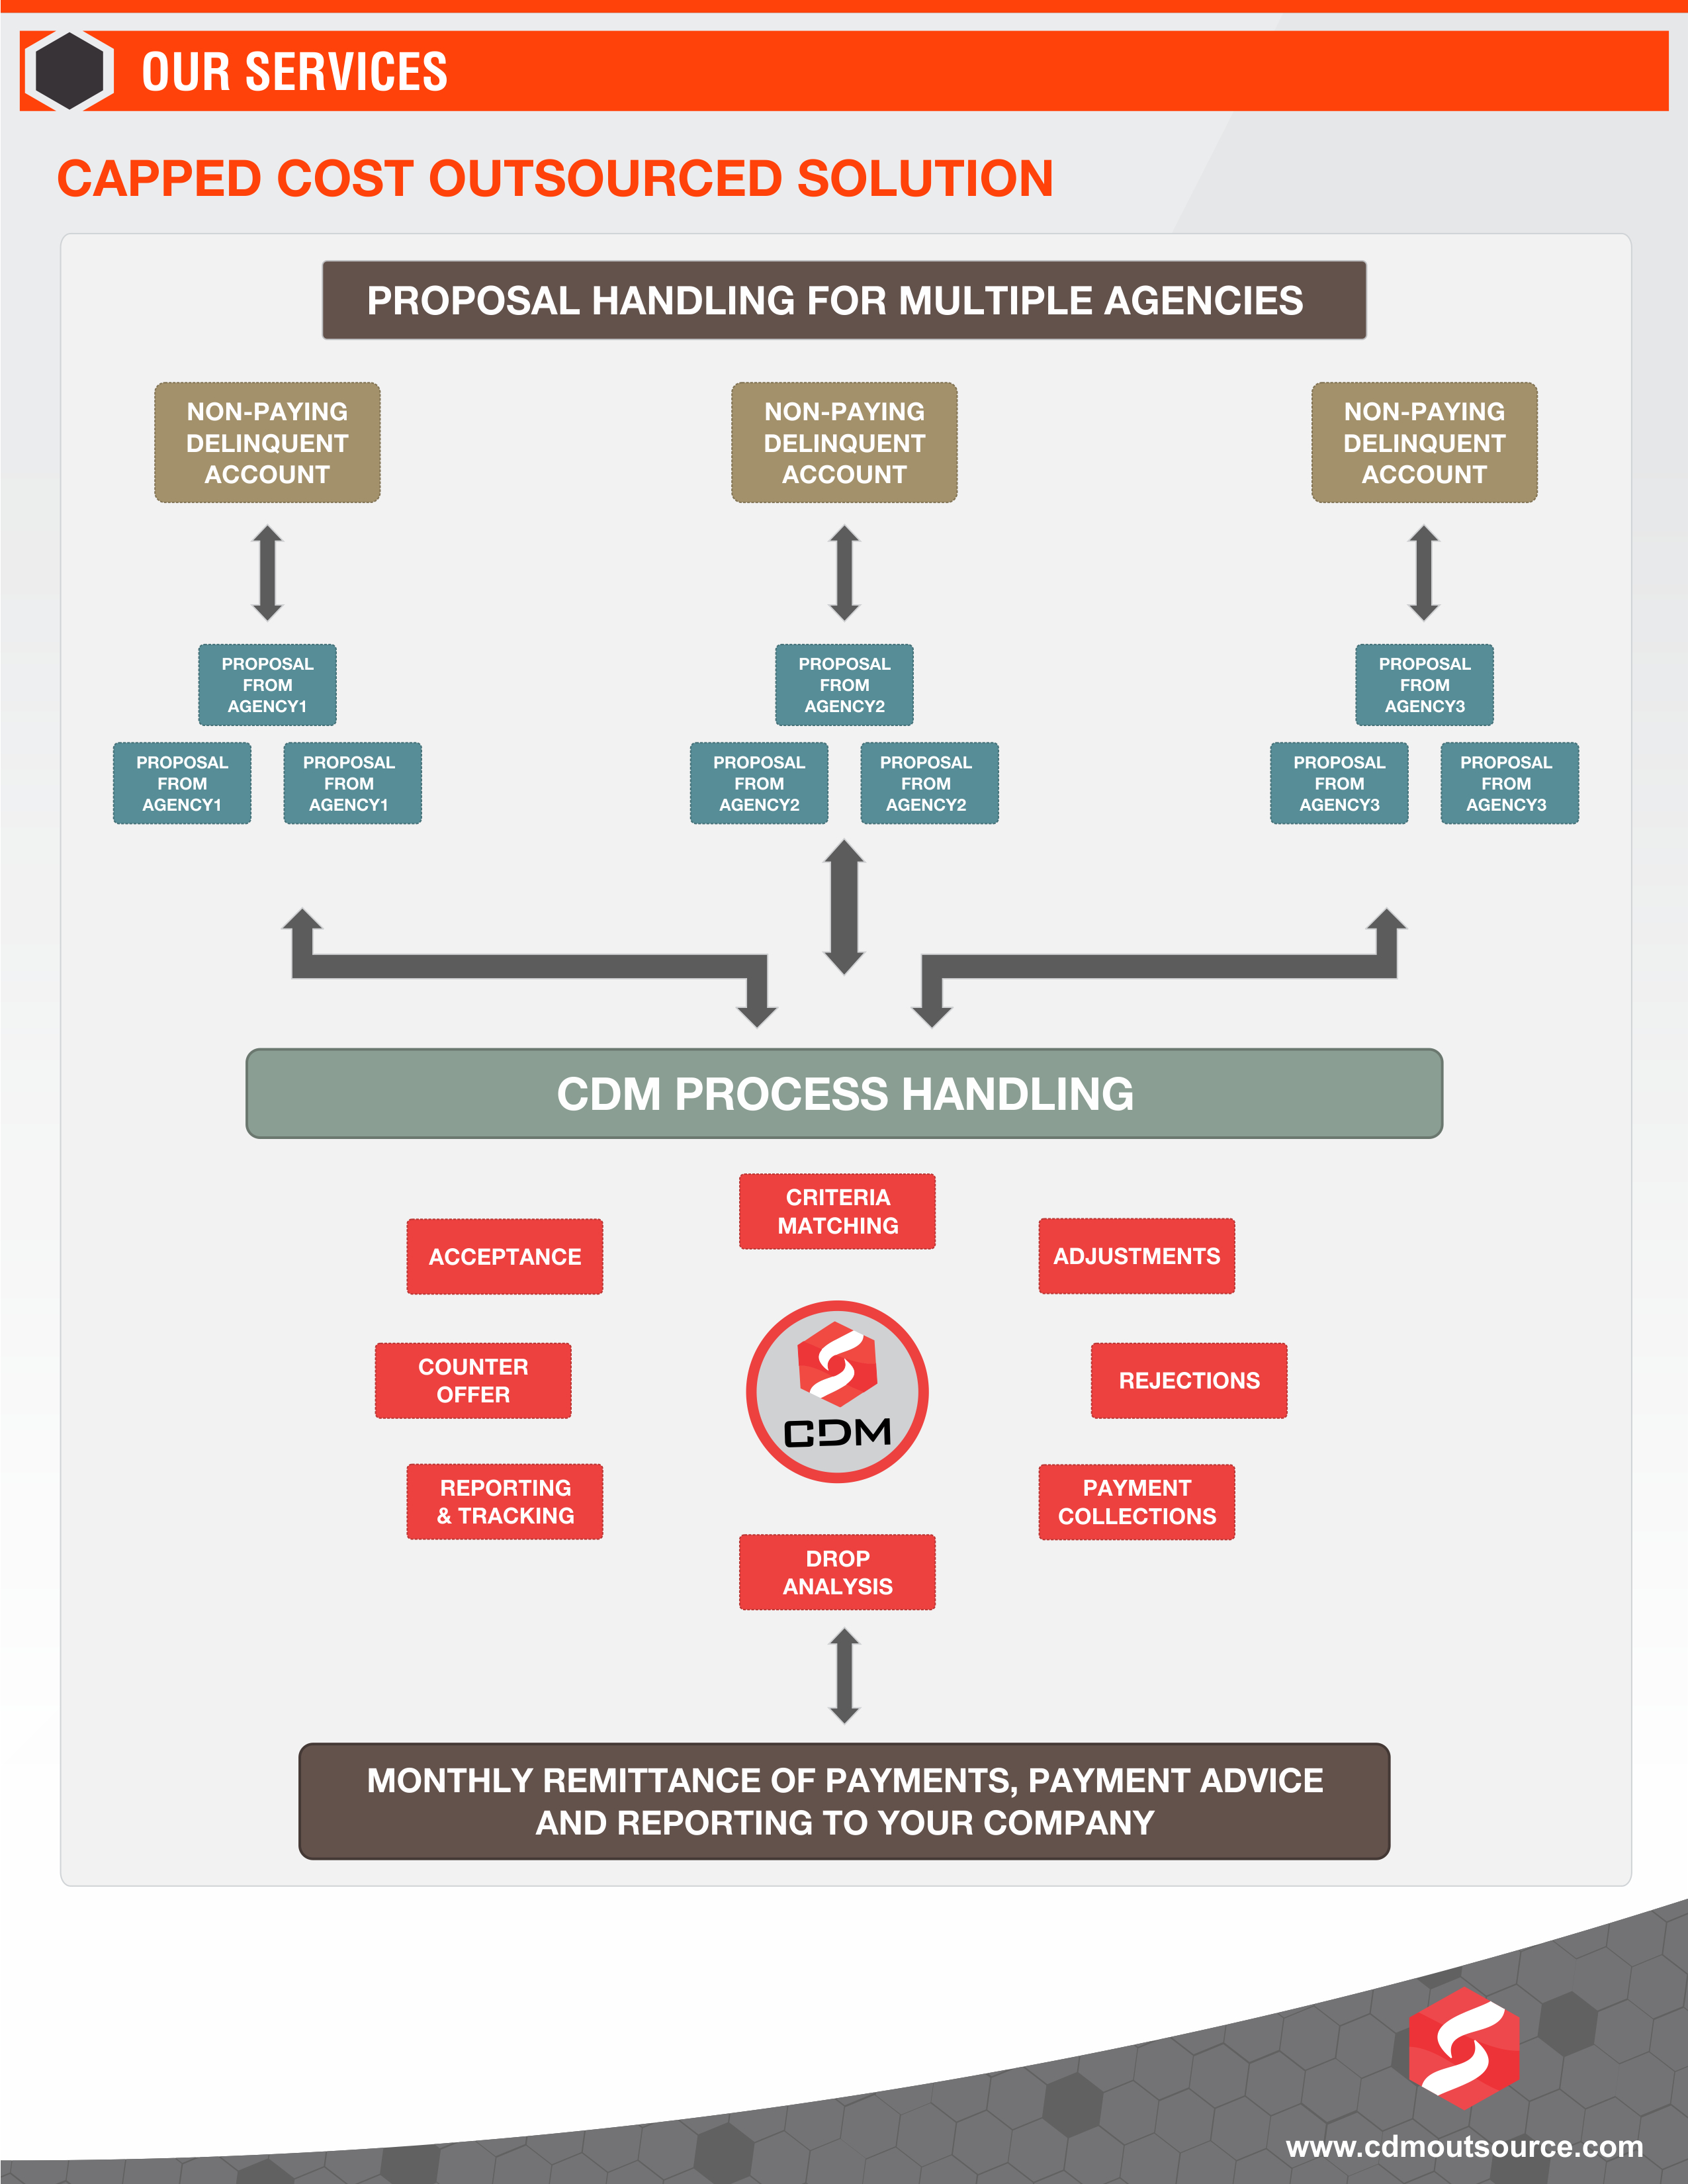 OUR SERVICES
CAPPED COST OUTSOURCED SOLUTION
PROPOSAL HANDLING FOR MULTIPLE AGENCIES
NON-PAYING
DELINQUENT
ACCOUNT
NON-PAYING
DELINQUENT
ACCOUNT
NON-PAYING
DELINQUENT
ACCOUNT
PROPOSAL
FROM
AGENCY1
PROPOSAL
FROM
AGENCY2
PROPOSAL
FROM
AGENCY3
PROPOSAL
FROM
AGENCY1
PROPOSAL
FROM
AGENCY1
PROPOSAL
FROM
AGENCY2
PROPOSAL
FROM
AGENCY2
PROPOSAL
FROM
AGENCY3
PROPOSAL
FROM
AGENCY3
CDM PROCESS HANDLING
CRITERIA
MATCHING
ACCEPTANCE
ADJUSTMENTS
COUNTER
OFFER
CDM
REJECTIONS
REPORTING
& TRACKING
PAYMENT
COLLECTIONS
DROP
ANALYSIS
MONTHLY REMITTANCE OF PAYMENTS, PAYMENT ADVICE
AND REPORTING TO YOUR COMPANY
www.cdmoutsource.com